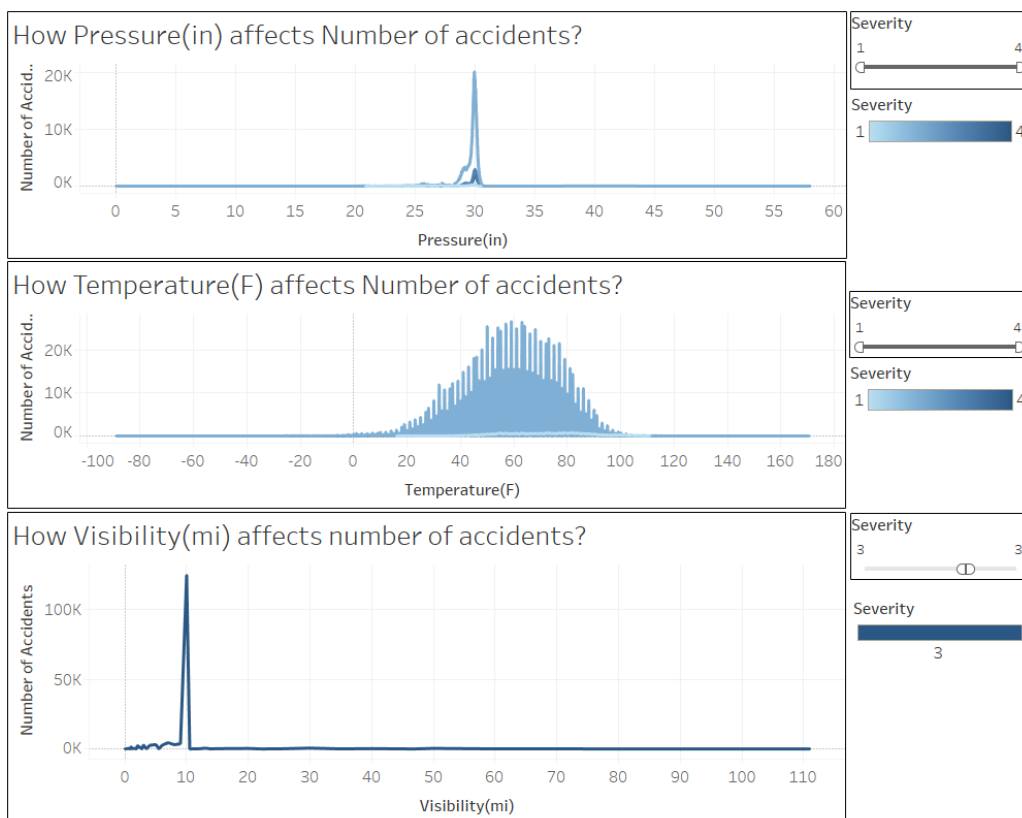 How Pressure(in) affects Number of accidents?
Number of Accid..
20K
10K
0K
0 5 10 15 20 25 30 35 40 45 50 55 60
Pressure(in)
Severity
1 4
Severity
1 4
How Temperature(F) affects Number of accidents?
Number of Accid..
20K
10K
0K
-100 -80 -60 -40 -20 0 20 40 60 80 100 120 140 160 180
Temperature(F)
Severity
1 4
Severity
1 4
How Visibility(mi) affects number of accidents?
Number of Accidents
100K
50K
0K
0 10 20 30 40 50 60 70 80 90 100 110
Visibility(mi)
Severity
3 3
Severity
3